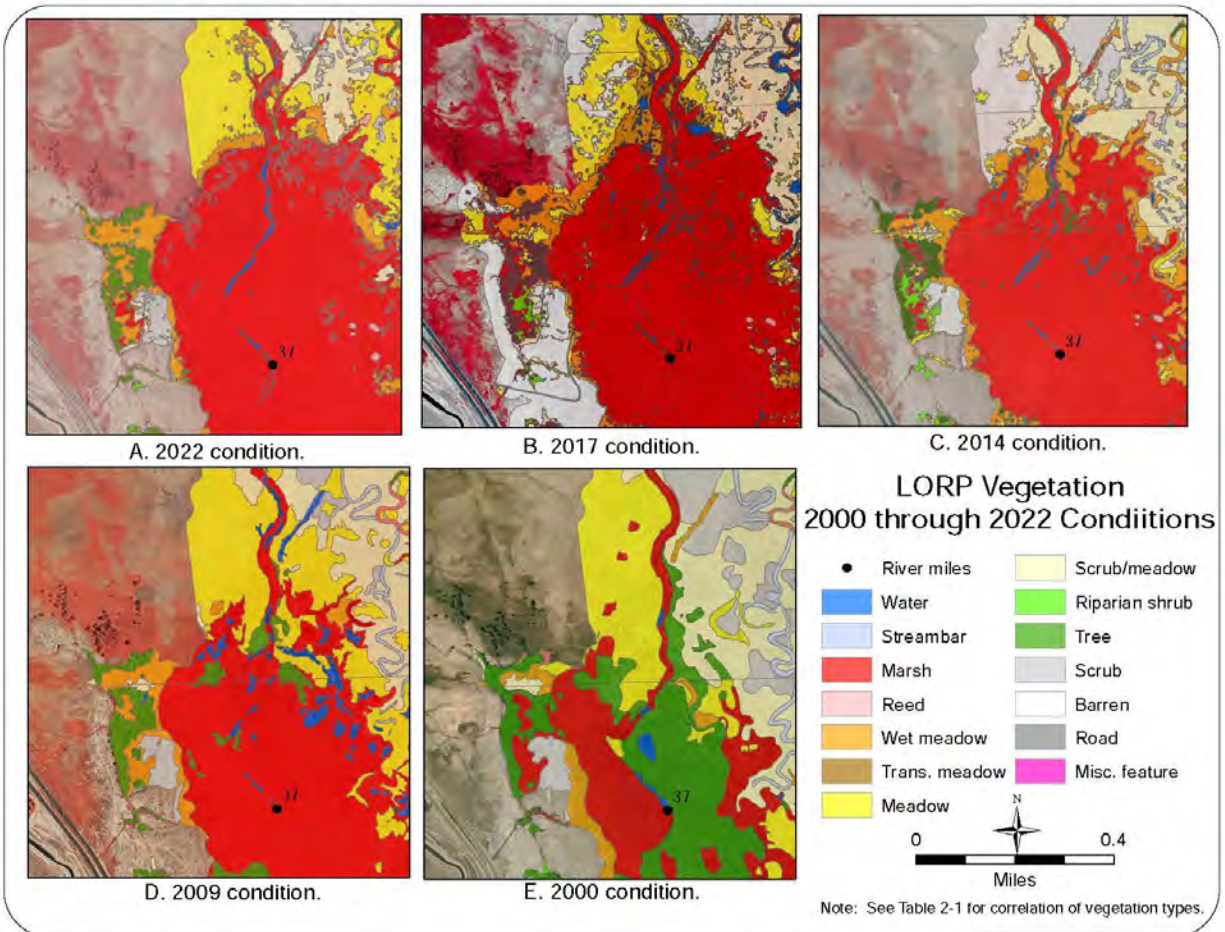 37
A. 2022 condition.
37
B. 2017 condition.
37
C. 2014 condition.
37
D. 2009 condition.
37
E. 2000 condition.
LORP Vegetation
2000 through 2022 Condiitions
River miles
Water
Streambar
Marsh
Reed
Wet meadow
Trans. meadow
Meadow
Scrub/meadow
Riparian shrub
Tree
Scrub
Barren
Road
Misc. feature
N
0 0.4
Miles
Note: See Table 2-1 for correlation of vegetation types.